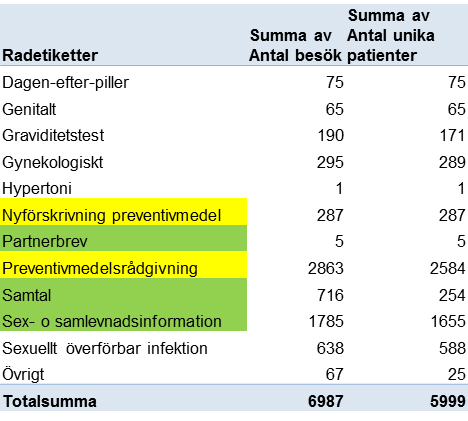 Radetiketter Summa av Antal besök Summa av Antal unika patienter
Dagen-efter-piller 75 75
Genitalt 65 65
Graviditetstest 190 171
Gynekologiskt 295 289
Hypertoni 1 1
Nyförskrivning preventivmedel 287 287
Partnerbrev 5 5
Preventivmedelsrådgivning 2863 2584
Samtal 716 254
Sex- o samlevnadsinformation 1785 1655
Sexuellt överförbar infektion 638 588
Övrigt 67 25
Totalsumma 6987 5999